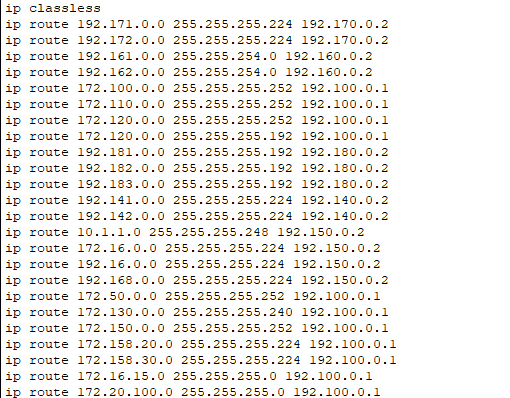 ip classless
ip route 192.171.0.0 255.255.255.224 192.170.0.2
ip route 192.172.0.0 255.255.255.224 192.170.0.2
ip route 192.161.0.0 255.255.254.0 192.160.0.2
ip route 192.162.0.0 255.255.254.0 192.160.0.2
ip route 172.100.0.0 255.255.255.252 192.100.0.1
ip route 172.110.0.0 255.255.255.252 192.100.0.1
ip route 172.120.0.0 255.255.255.252 192.100.0.1
ip route 172.120.0.0 255.255.255.192 192.100.0.1
ip route 192.181.0.0 255.255.255.192 192.180.0.2
ip route 192.182.0.0 255.255.255.192 192.180.0.2
ip route 192.183.0.0 255.255.255.192 192.180.0.2
ip route 192.141.0.0 255.255.255.224 192.140.0.2
ip route 192.142.0.0 255.255.255.224 192.140.0.2
ip route 10.1.1.0 255.255.255.248 192.150.0.2
ip route 172.16.0.0 255.255.255.224 192.150.0.2
ip route 192.16.0.0 255.255.255.224 192.150.0.2
ip route 192.168.0.0 255.255.255.224 192.150.0.2
ip route 172.50.0.0 255.255.255.252 192.100.0.1
ip route 172.130.0.0 255.255.255.240 192.100.0.1
ip route 172.150.0.0 255.255.255.252 192.100.0.1
ip route 172.158.20.0 255.255.255.224 192.100.0.1
ip route 172.158.30.0 255.255.255.224 192.100.0.1
ip route 172.16.15.0 255.255.255.0 192.100.0.1
ip route 172.20.100.0 255.255.255.0 192.100.0.1